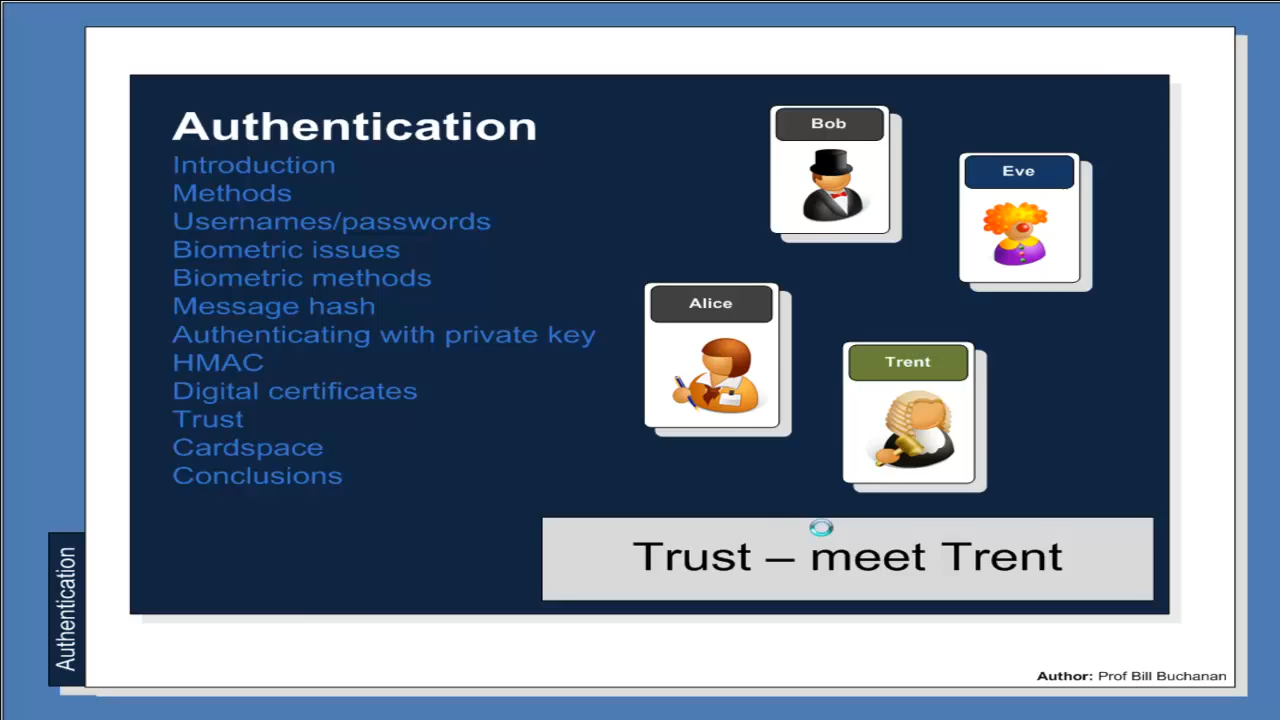 Authentication
Introduction
Methods
Usernames/passwords
Biometric issues
Biometric methods
Message hash
Authenticating with private key
HMAC
Digital certificates
Trust
Cardspace
Conclusions
Bob
Eve
Alice
Trent
Trust – meet Trent
Authentication
Author: Prof Bill Buchanan